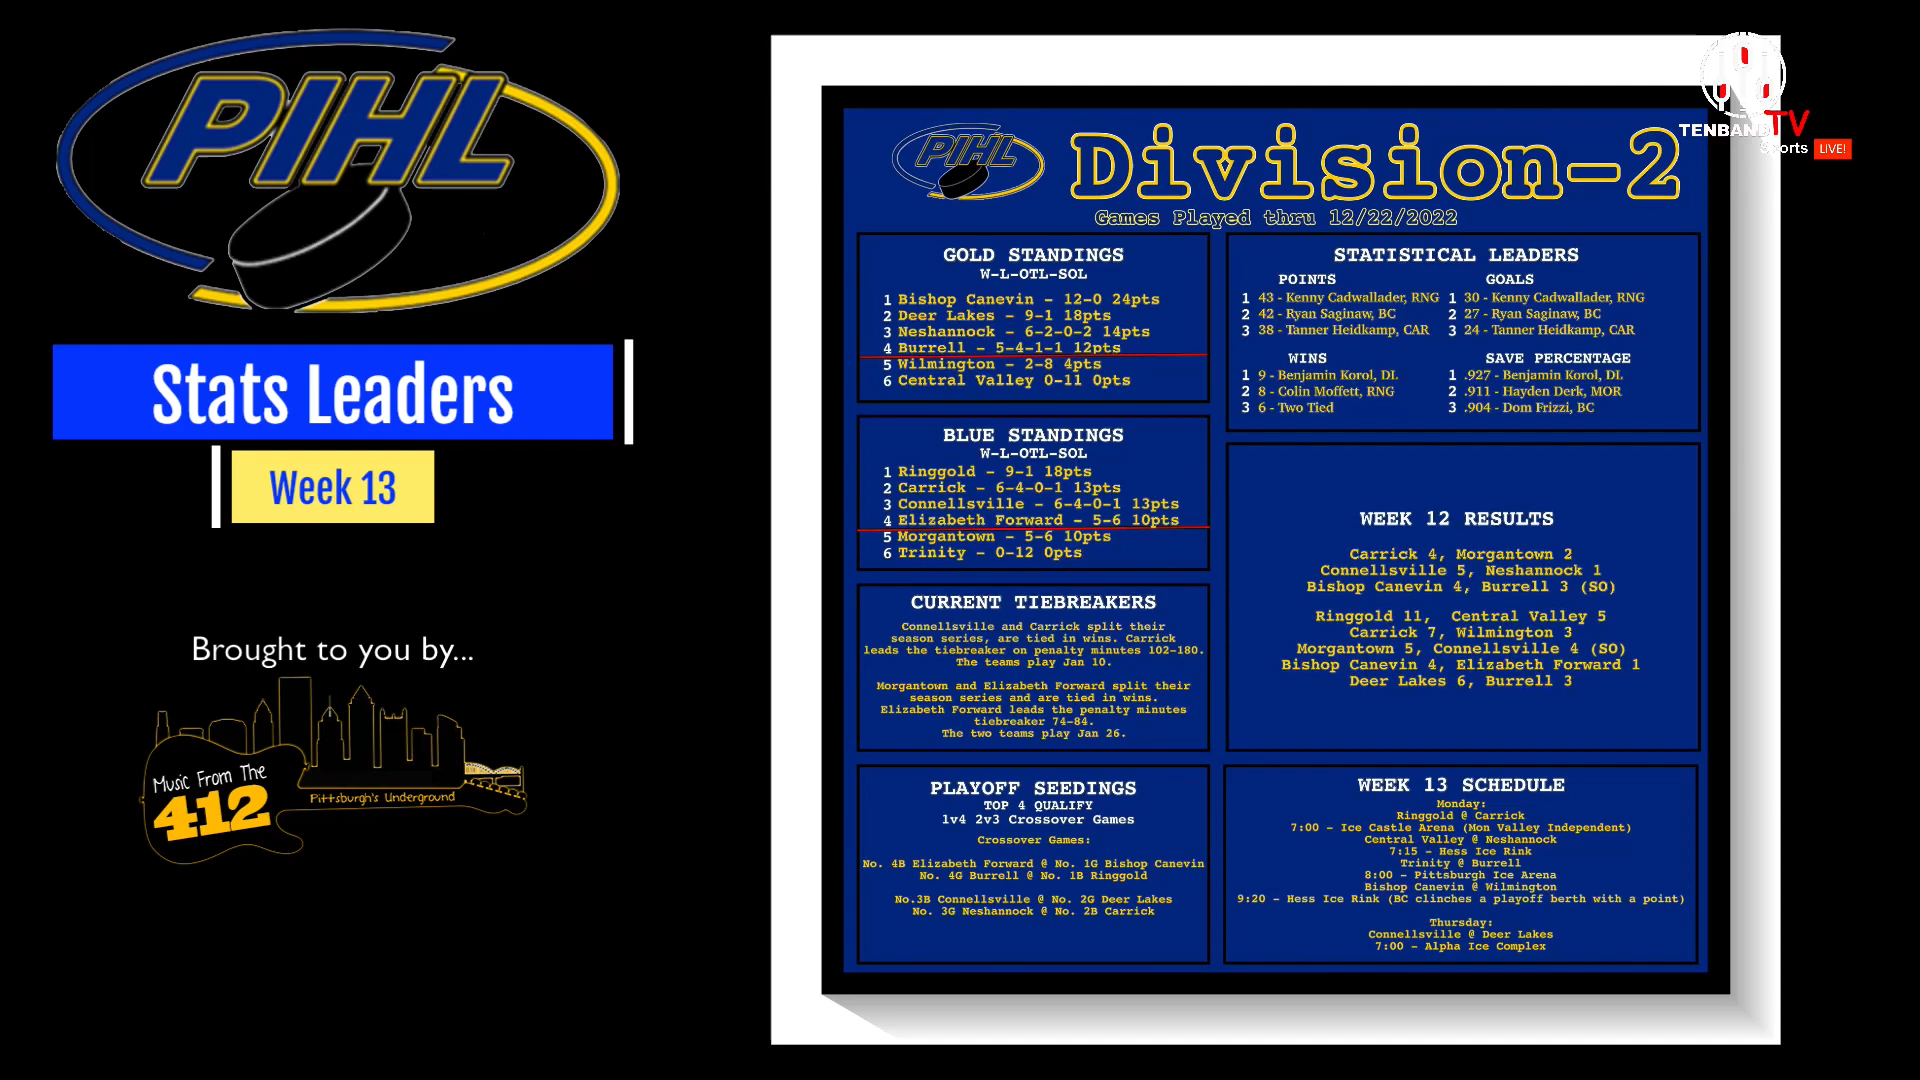 PIHL
Stats Leaders
Week 13
Brought to you by...
Music From The
412
Pittsburgh's Underground
TENBAND TV
Sports LIVE!
PIHL
Division-2
Games Played thru 12/22/2022
GOLD STANDINGS
W-L-OTL-SOL
1 Bishop Canevin - 12-0 24pts
2 Deer Lakes - 9-1 18pts
3 Neshannock - 6-2-0-2 14pts
4 Burrell - 5-4-1-1 12pts
5 Wilmington - 2-8 4pts
6 Central Valley 0-11 0pts
BLUE STANDINGS
W-L-OTL-SOL
1 Ringgold - 9-1 18pts
2 Carrick - 6-4-0-1 13pts
3 Connellsville - 6-4-0-1 13pts
4 Elizabeth Forward - 5-6 10pts
5 Morgantown - 5-6 10pts
6 Trinity - 0-12 0pts
CURRENT TIEBREAKERS
Connellsville and Carrick split their
season series, are tied in wins. Carrick
leads the tiebreaker on penalty minutes 102-180.
The teams play Jan 10.
Morgantown and Elizabeth Forward split their
season series and are tied in wins.
Elizabeth Forward leads the penalty minutes
tiebreaker 74-84.
The two teams play Jan 26.
PLAYOFF SEEDINGS
TOP 4 QUALIFY
1v4 2v3 Crossover Games
Crossover Games:
No. 4B Elizabeth Forward @ No. 1G Bishop Canevin
No. 4G Burrell @ No. 1B Ringgold
No.3B Connellsville @ No. 2G Deer Lakes
No. 3G Neshannock @ No. 2B Carrick
STATISTICAL LEADERS
POINTS
1 43 - Kenny Cadwallader, RNG
2 42 - Ryan Saginaw, BC
3 38 - Tanner Heidkamp, CAR
GOALS
1 30 - Kenny Cadwallader, RNG
2 27 - Ryan Saginaw, BC
3 24 - Tanner Heidkamp, CAR
WINS
1 9 - Benjamin Korol, DL
2 8 - Colin Moffett, RNG
3 6 - Two Tied
SAVE PERCENTAGE
1 .927 - Benjamin Korol, DL
2 .911 - Hayden Derk, MOR
3 .904 - Dom Frizzi, BC
WEEK 12 RESULTS
Carrick 4, Morgantown 2
Connellsville 5, Neshannock 1
Bishop Canevin 4, Burrell 3 (SO)
Ringgold 11, Central Valley 5
Carrick 7, Wilmington 3
Morgantown 5, Connellsville 4 (SO)
Bishop Canevin 4, Elizabeth Forward 1
Deer Lakes 6, Burrell 3
WEEK 13 SCHEDULE
Monday:
Ringgold @ Carrick
7:00 - Ice Castle Arena (Mon Valley Independent)
Central Valley @ Neshannock
7:15 - Hess Ice Rink
Trinity @ Burrell
8:00 - Pittsburgh Ice Arena
Bishop Canevin @ Wilmington
9:20 - Hess Ice Rink (BC clinches a playoff berth with a point)
Thursday:
Connellsville @ Deer Lakes
7:00 - Alpha Ice Complex